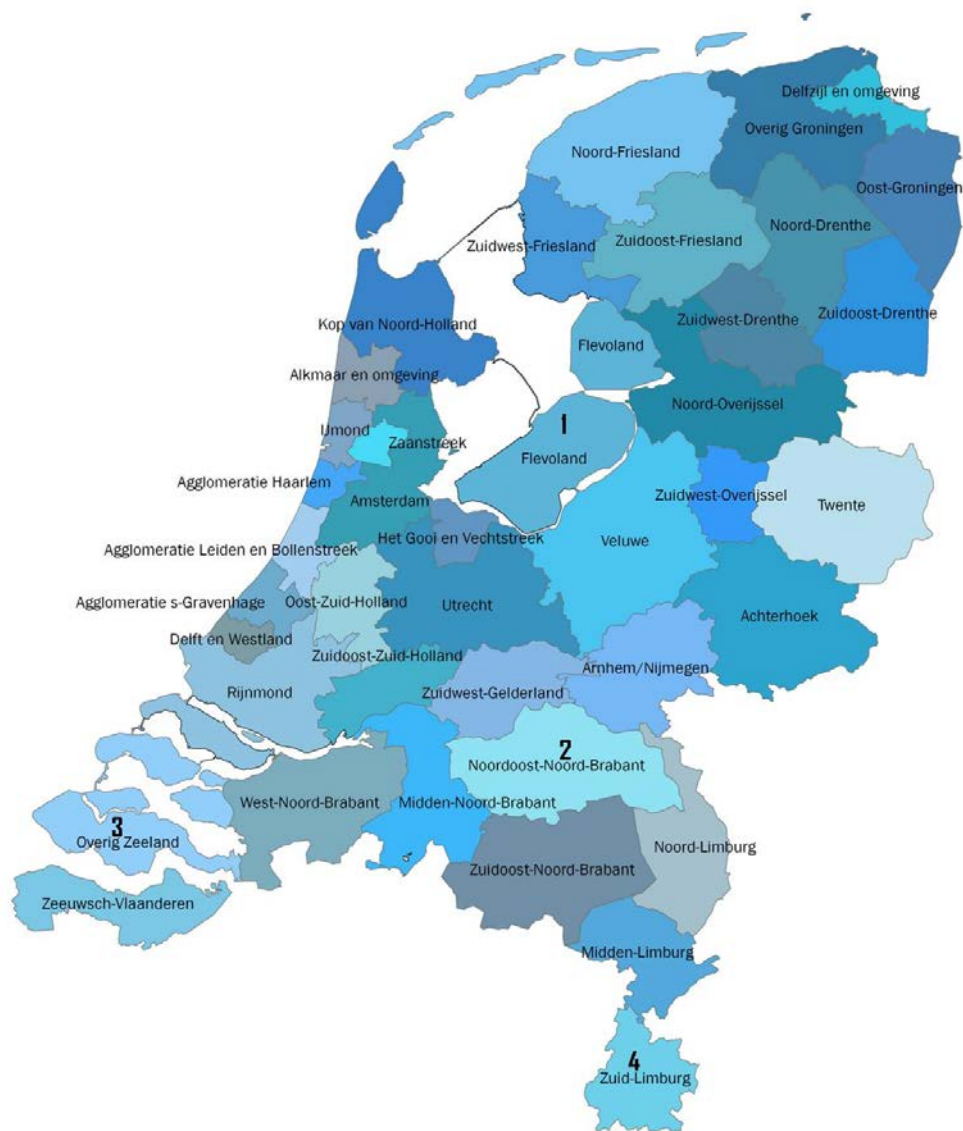 Delfzijl en omgeving
Overig Groningen
Noord-Friesland
Oost-Groningen
Noord-Drenthe
Zuidwest-Friesland
Zuidoost-Friesland
Zuidwest-Drenthe
Zuidoost-Drenthe
Kop van Noord-Holland
Flevoland
Alkmaar en omgeving
Noord-Overijssel
1
IJmond
Zaanstreek
Flevoland
Agglomeratie Haarlem
Amsterdam
Zuidwest-Overijssel
Twente
Het Gooi en Vechtstreek
Veluwe
Agglomeratie Leiden en Bollenstreek
Agglomeratie s-Gravenhage
Oost-Zuid-Holland
Utrecht
Achterhoek
Delft en Westland
Zuidoost-Zuid-Holland
Arnhem/Nijmegen
Rijnmond
Zuidwest-Gelderland
2
Noordoost-Noord-Brabant
West-Noord-Brabant
Midden-Noord-Brabant
3
Overig Zeeland
Noord-Limburg
Zuidoost-Noord-Brabant
Zeeuwsch-Vlaanderen
Midden-Limburg
4
Zuid-Limburg